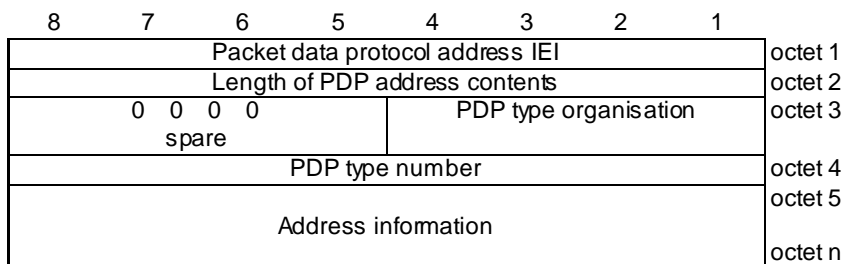 8 7 6 5 4 3 2 1
Packet data protocol address IEI octet 1
Length of PDP address contents octet 2
0 0 0 0 PDP type organisation octet 3
spare
PDP type number octet 4
octet 5
Address information
octet n